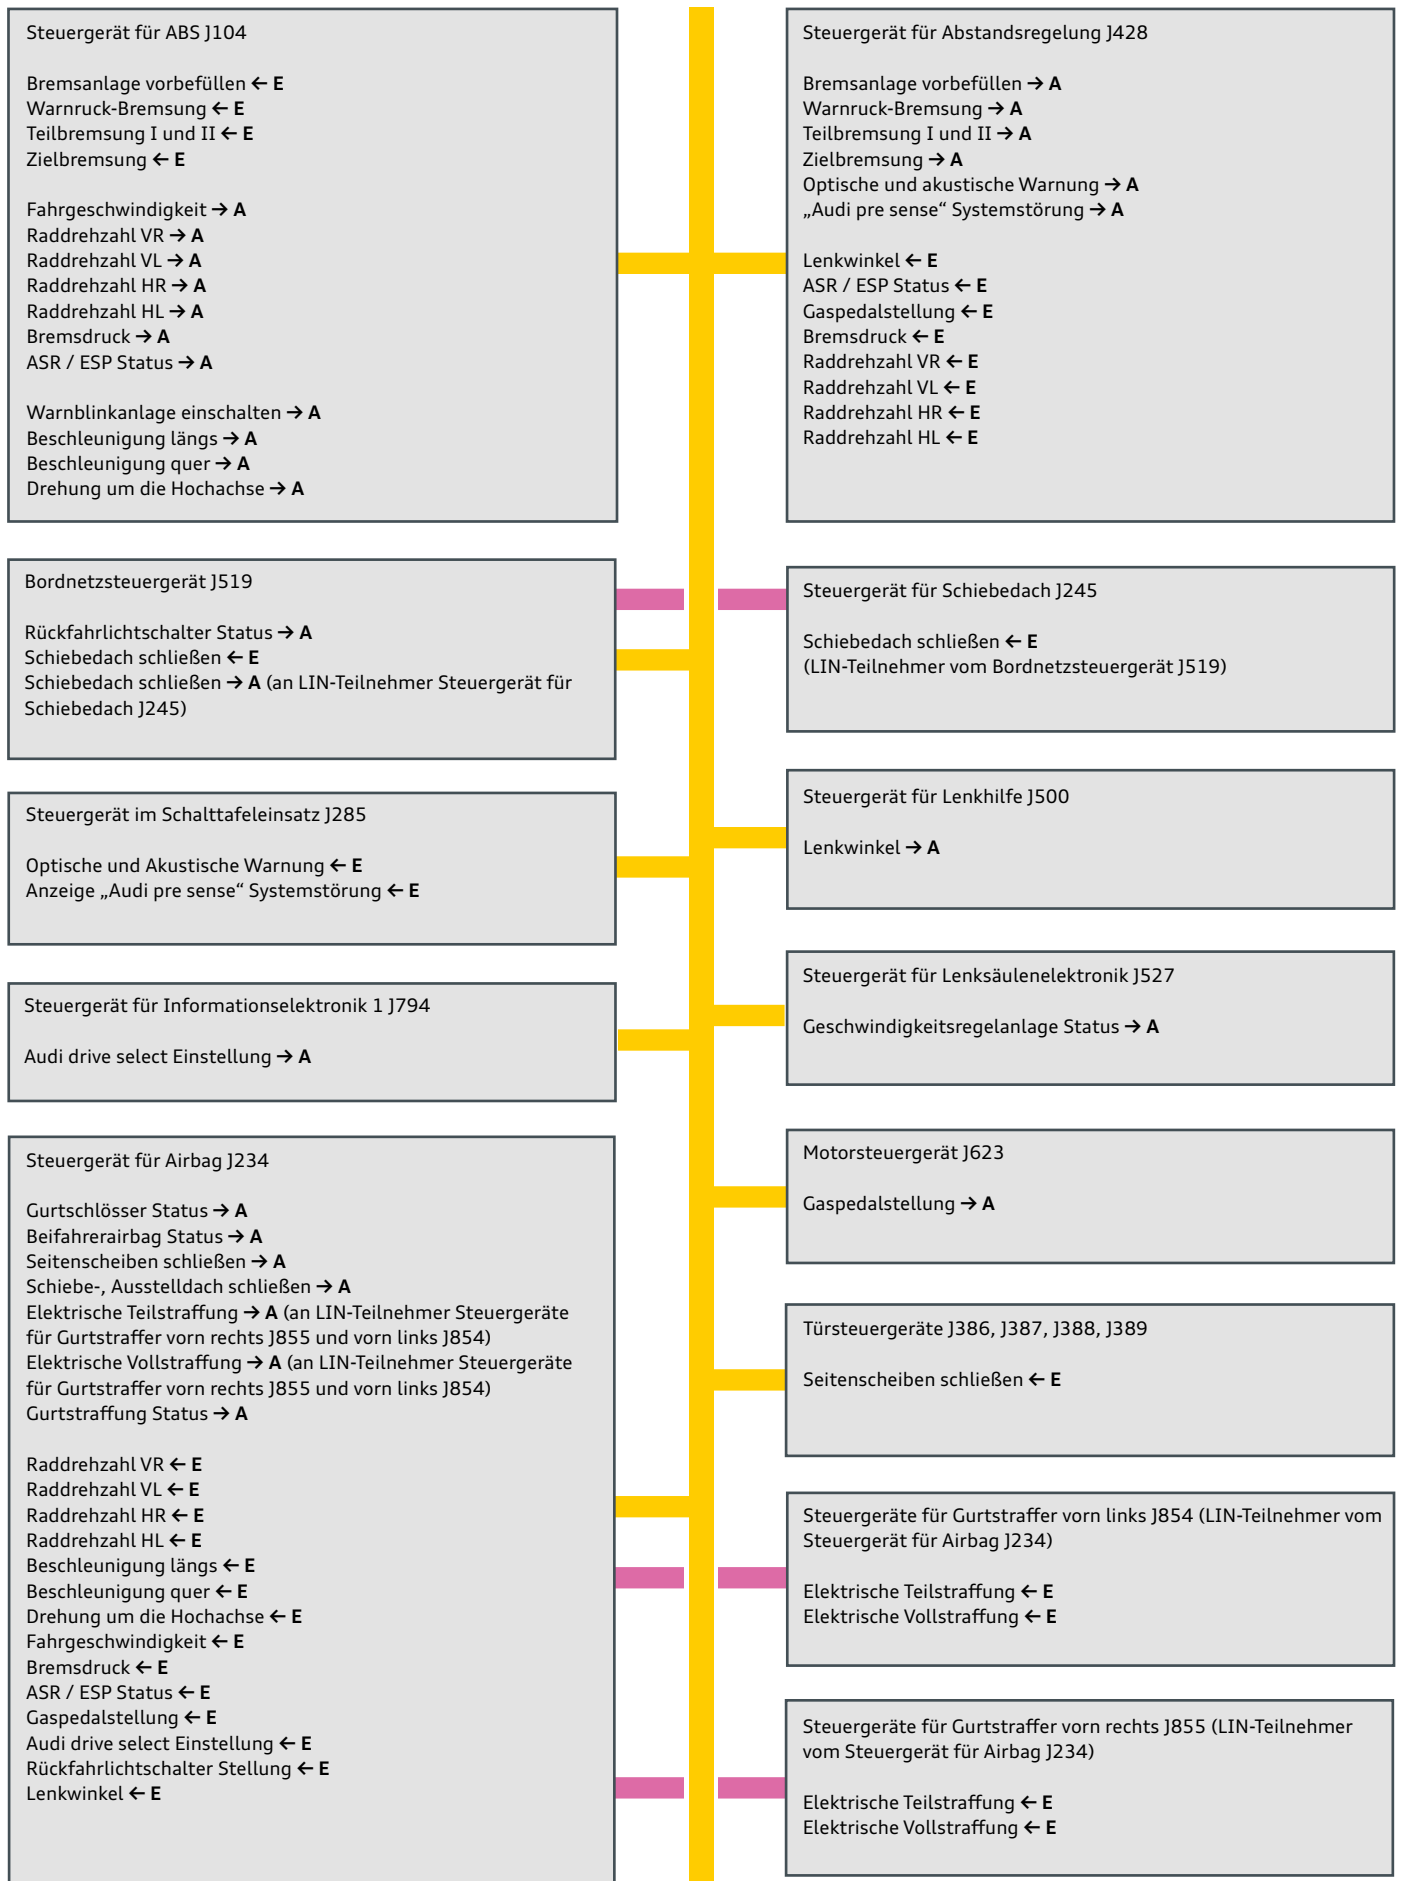 Steuergerät für ABS J104
Bremsanlage vorbefüllen ← E
Warnruck-Bremsung ← E
Teilbremsung I und II ← E
Zielbremsung ← E
Fahrgeschwindigkeit → A
Raddrehzahl VR → A
Raddrehzahl VL → A
Raddrehzahl HR → A
Raddrehzahl HL → A
Bremsdruck → A
ASR / ESP Status → A
Warnblinkanlage einschalten → A
Beschleunigung längs → A
Beschleunigung quer → A
Drehung um die Hochachse → A
Steuergerät für Abstandsregelung J428
Bremsanlage vorbefüllen → A
Warnruck-Bremsung → A
Teilbremsung I und II → A
Zielbremsung → A
Optische und akustische Warnung → A
„Audi pre sense“ Systemstörung → A
Lenkwinkel ← E
ASR / ESP Status ← E
Gaspedalstellung ← E
Bremsdruck ← E
Raddrehzahl VR ← E
Raddrehzahl VL ← E
Raddrehzahl HR ← E
Raddrehzahl HL ← E
Bordnetzsteuergerät J519
Rückfahrlichtschalter Status → A
Schiebedach schließen ← E
Schiebedach schließen → A (an LIN-Teilnehmer Steuergerät für
Schiebedach J245)
Steuergerät für Schiebedach J245
Schiebedach schließen ← E
(LIN-Teilnehmer vom Bordnetzsteuergerät J519)
Steuergerät im Schalttafeleinsatz J285
Optische und Akustische Warnung ← E
Anzeige „Audi pre sense“ Systemstörung ← E
Steuergerät für Lenkhilfe J500
Lenkwinkel → A
Steuergerät für Informationselektronik 1 J794
Audi drive select Einstellung → A
Steuergerät für Lenksäulenelektronik J527
Geschwindigkeitsregelanlage Status → A
Steuergerät für Airbag J234
Gurtschlösser Status → A
Beifahrerairbag Status → A
Seitenscheiben schließen → A
Schiebe-, Ausstelldach schließen → A
Elektrische Teilstraffung → A (an LIN-Teilnehmer Steuergeräte
für Gurtstraffer vorn rechts J855 und vorn links J854)
Elektrische Vollstraffung → A (an LIN-Teilnehmer Steuergeräte
für Gurtstraffer vorn rechts J855 und vorn links J854)
Gurtstraffung Status → A
Raddrehzahl VR ← E
Raddrehzahl VL ← E
Raddrehzahl HR ← E
Raddrehzahl HL ← E
Beschleunigung längs ← E
Beschleunigung quer ← E
Drehung um die Hochachse ← E
Fahrgeschwindigkeit ← E
Bremsdruck ← E
ASR / ESP Status ← E
Gaspedalstellung ← E
Audi drive select Einstellung ← E
Rückfahrlichtschalter Stellung ← E
Lenkwinkel ← E
Motorsteuergerät J623
Gaspedalstellung → A
Türsteuergeräte J386, J387, J388, J389
Seitenscheiben schließen ← E
Steuergeräte für Gurtstraffer vorn links J854 (LIN-Teilnehmer vom
Steuergerät für Airbag J234)
Elektrische Teilstraffung ← E
Elektrische Vollstraffung ← E
Steuergeräte für Gurtstraffer vorn rechts J855 (LIN-Teilnehmer
vom Steuergerät für Airbag J234)
Elektrische Teilstraffung ← E
Elektrische Vollstraffung ← E